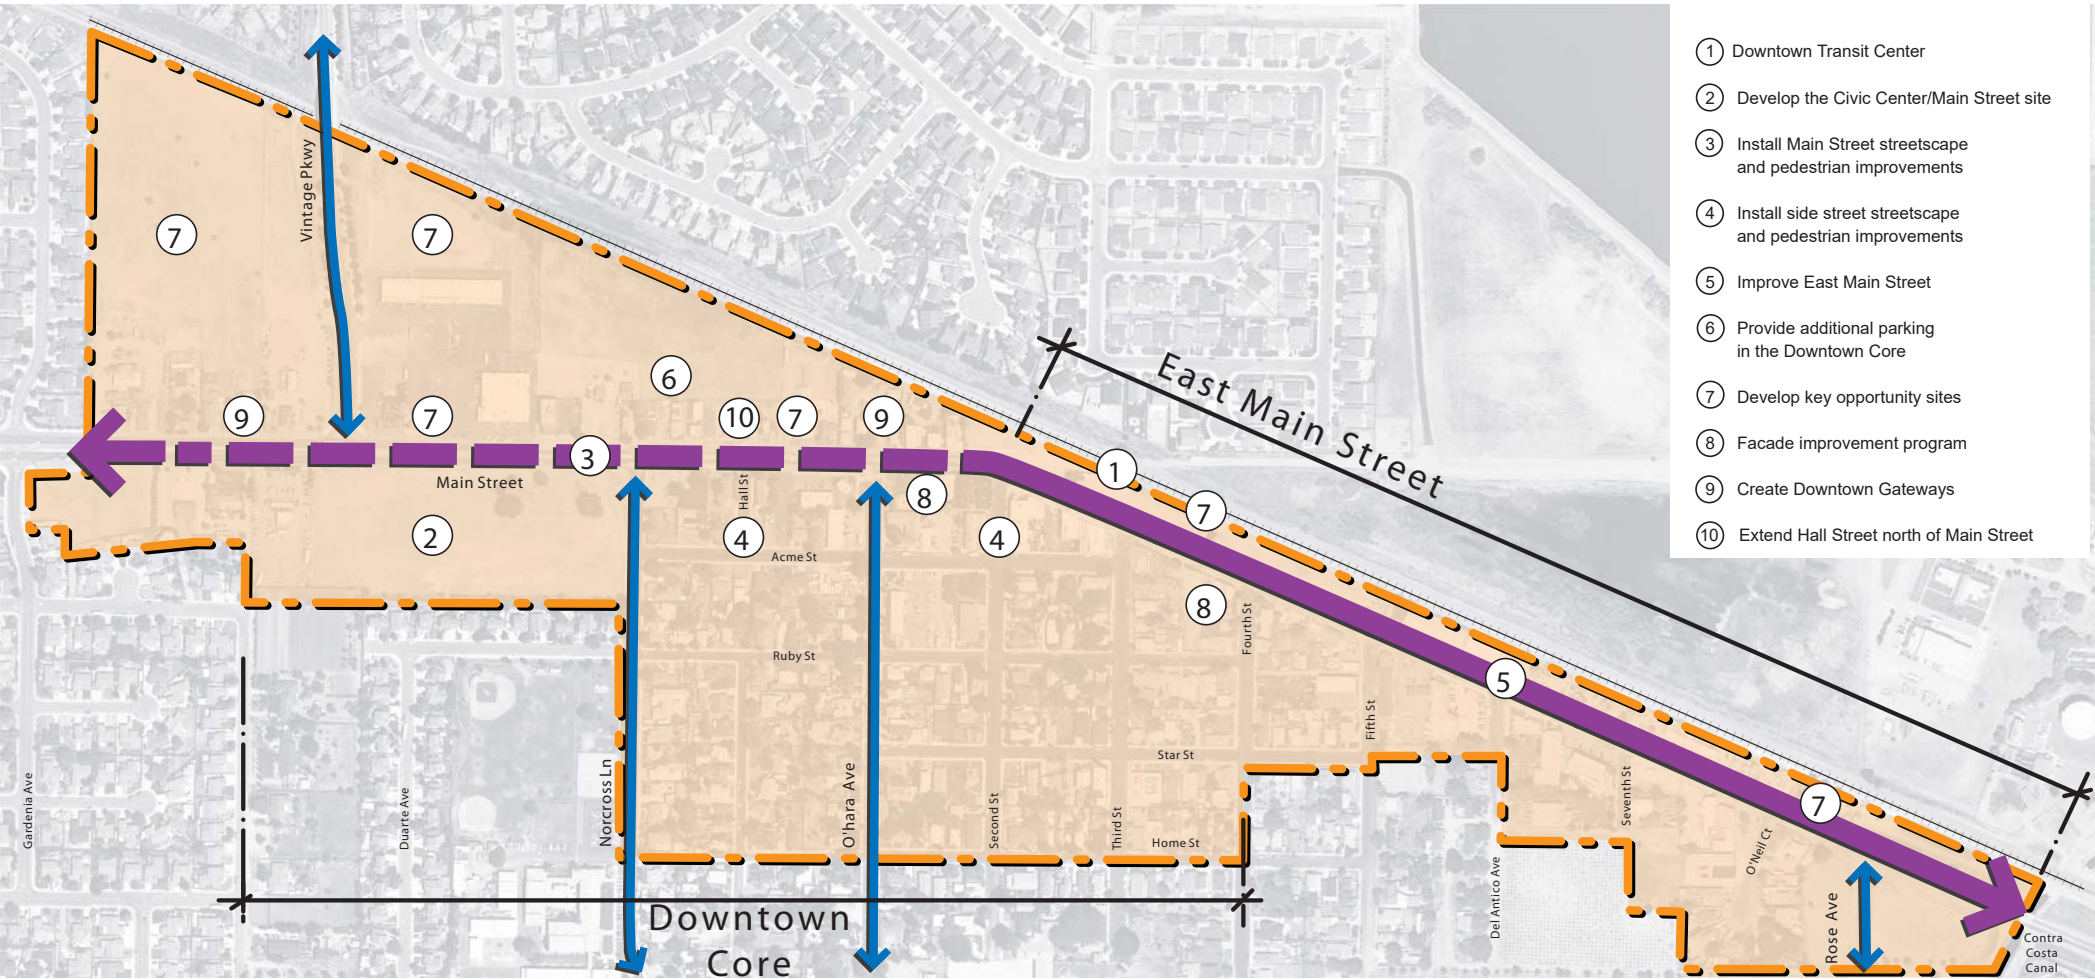 1 Downtown Transit Center
2 Develop the Civic Center/Main Street site
3 Install Main Street streetscape
and pedestrian improvements
4 Install side street streetscape
and pedestrian improvements
5 Improve East Main Street
6 Provide additional parking
in the Downtown Core
7 Develop key opportunity sites
8 Facade improvement program
9 Create Downtown Gateways
10 Extend Hall Street north of Main Street
Vintage Pkwy
7
7
6
9
7
10
7
9
East Main Street
3
Main Street
Hall St
8
1
7
2
4
4
Acme St
8
Fourth St
Ruby St
5
Fifth St
Star St
Gardenia Ave
Duarte Ave
Norcross Ln
O'hara Ave
Second St
Third St
Home St
Seventh St
7
O'Neil Ct
Del Antico Ave
Rose Ave
Contra
Costa
Canal
Downtown
Core